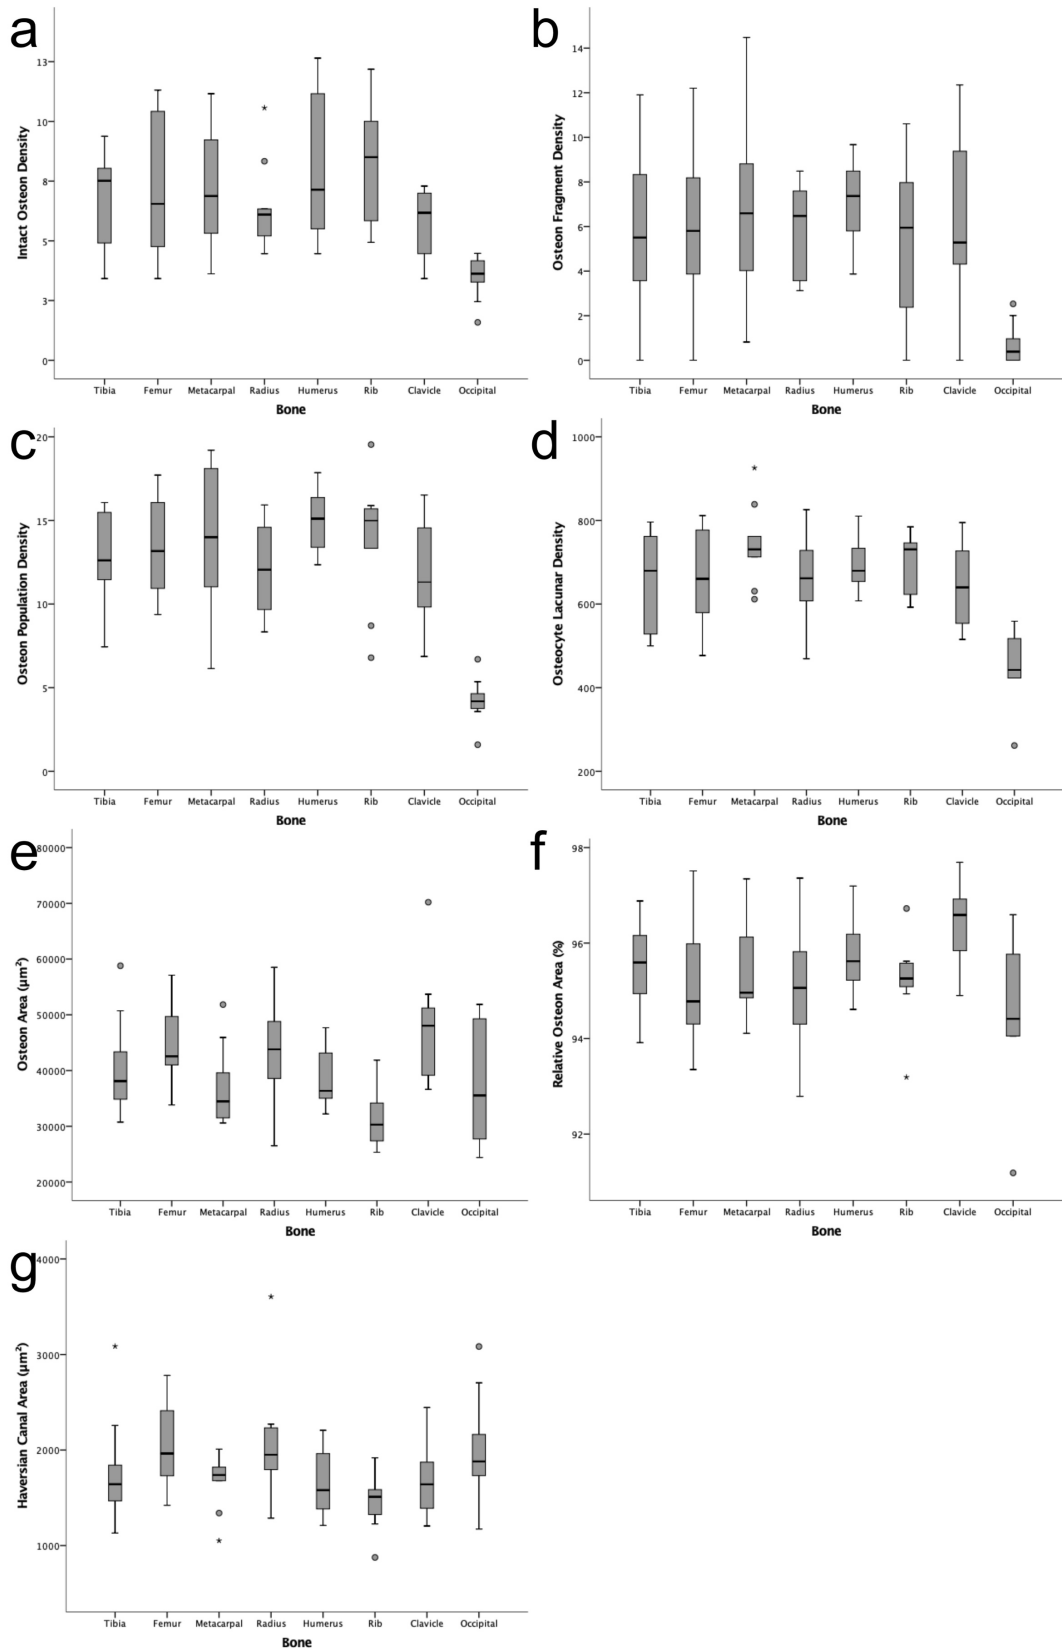 a
Intact Osteon Density
13
10
8
5
3
0
Tibia Femur Metacarpal Radius Humerus Rib Clavicle Occipital
Bone
b
Osteon Fragment Density
14
12
10
8
6
4
2
0
Tibia Femur Metacarpal Radius Humerus Rib Clavicle Occipital
Bone
c
Osteon Population Density
20
15
10
5
0
Tibia Femur Metacarpal Radius Humerus Rib Clavicle Occipital
Bone
d
Osteocyte Lacunar Density
1000
800
600
400
200
Tibia Femur Metacarpal Radius Humerus Rib Clavicle Occipital
Bone
e
Osteon Area (μm²)
80000
70000
60000
50000
40000
30000
20000
Tibia Femur Metacarpal Radius Humerus Rib Clavicle Occipital
Bone
f
Relative Osteon Area (%)
98
96
94
92
Tibia Femur Metacarpal Radius Humerus Rib Clavicle Occipital
Bone
g
Haversian Canal Area (μm²)
4000
3000
2000
1000
Tibia Femur Metacarpal Radius Humerus Rib Clavicle Occipital
Bone